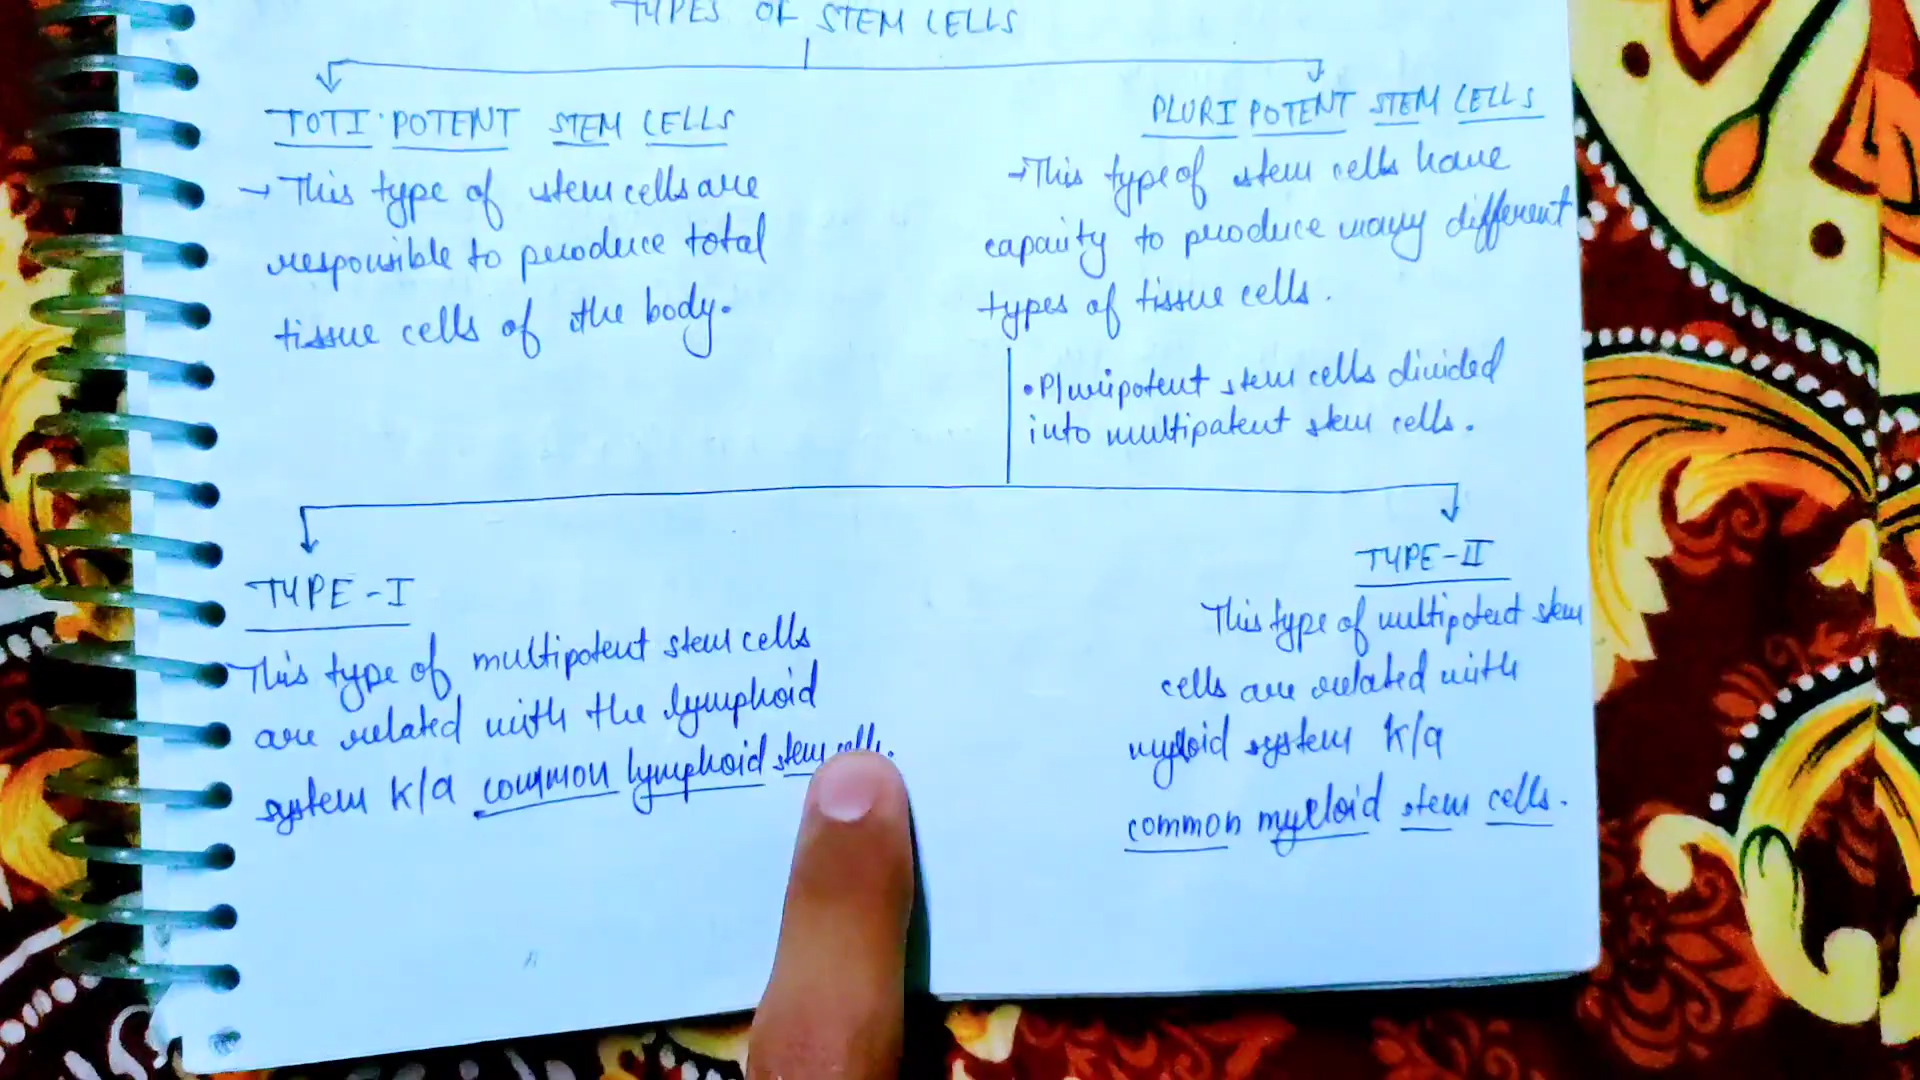 TYPES OF STEM CELLS
TOTI-POTENT STEM CELLS
→ This type of stem cells are
responsible to produce total
tissue cells of the body.
PLURI POTENT STEM CELLS
→ This type of stem cells have
capacity to produce many different
types of tissue cells.
• Pluripotent stem cells divided
into multipatent stem cells.
TYPE-I
This type of multipotent stem cells
are related with the lymphoid
system k/a common lymphoid stem cells.
TYPE-II
This type of multipotent stem
cells are related with
myloid system k/a
common myeloid stem cells.